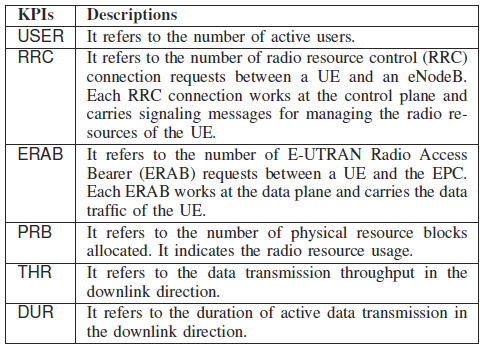 KPIs Descriptions
USER It refers to the number of active users.
RRC It refers to the number of radio resource control (RRC)
connection requests between a UE and an eNodeB.
Each RRC connection works at the control plane and
carries signaling messages for managing the radio re-
sources of the UE.
ERAB It refers to the number of E-UTRAN Radio Access
Bearer (ERAB) requests between a UE and the EPC.
Each ERAB works at the data plane and carries the data
traffic of the UE.
PRB It refers to the number of physical resource blocks
allocated. It indicates the radio resource usage.
THR It refers to the data transmission throughput in the
downlink direction.
DUR It refers to the duration of active data transmission in
the downlink direction.